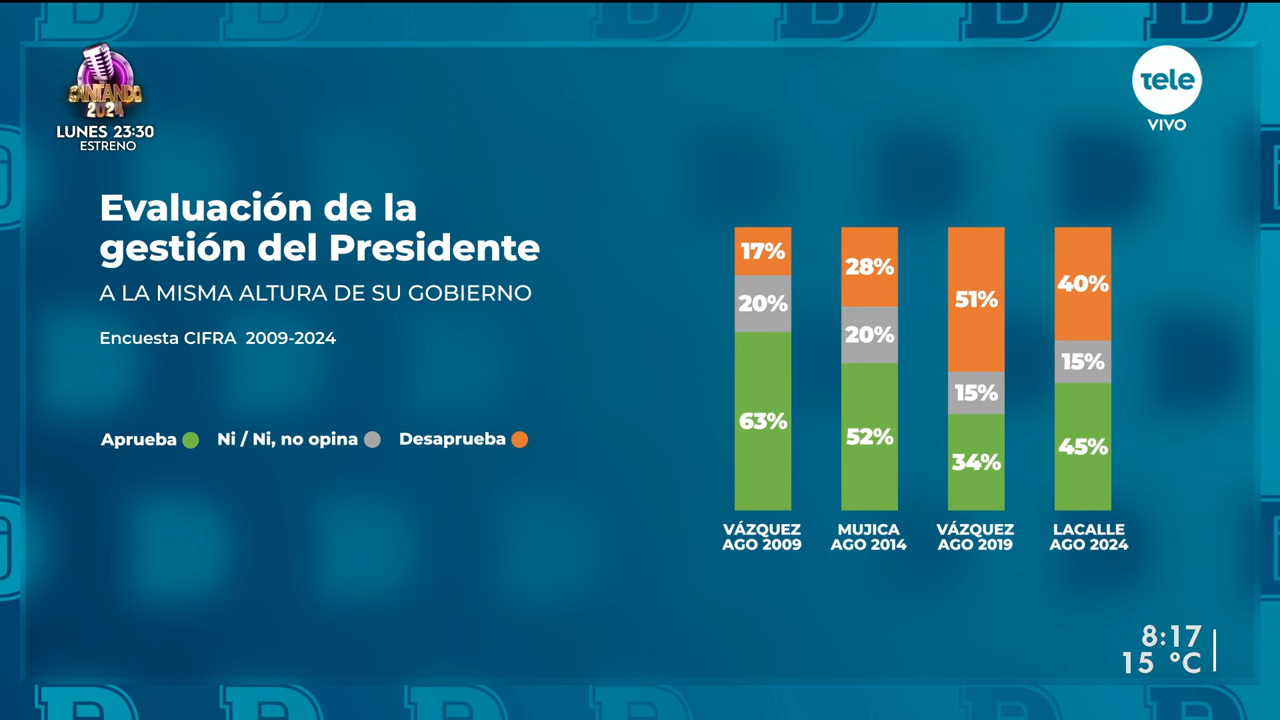 CANTANDO
2024
LUNES 23:30
ESTRENO
tele
VIVO
Evaluación de la
gestión del Presidente
A LA MISMA ALTURA DE SU GOBIERNO
Encuesta CIFRA 2009-2024
Aprueba Ni / Ni, no opina Desaprueba
17%
20%
63%
VÁZQUEZ
AGO 2009
28%
20%
52%
MUJICA
AGO 2014
51%
15%
34%
VÁZQUEZ
AGO 2019
40%
15%
45%
LACALLE
AGO 2024
8:17
15 °C